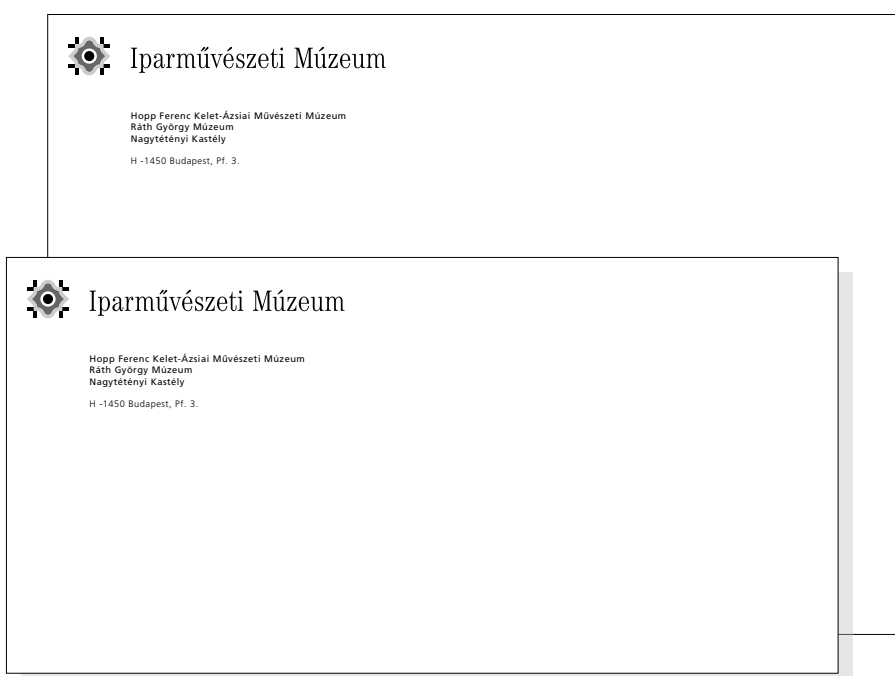 Iparművészeti Múzeum
Hopp Ferenc Kelet-Ázsiai Művészeti Múzeum
Ráth György Múzeum
Nagytétényi Kastély
H -1450 Budapest, Pf. 3.
Iparművészeti Múzeum
Hopp Ferenc Kelet-Ázsiai Művészeti Múzeum
Ráth György Múzeum
Nagytétényi Kastély
H -1450 Budapest, Pf. 3.